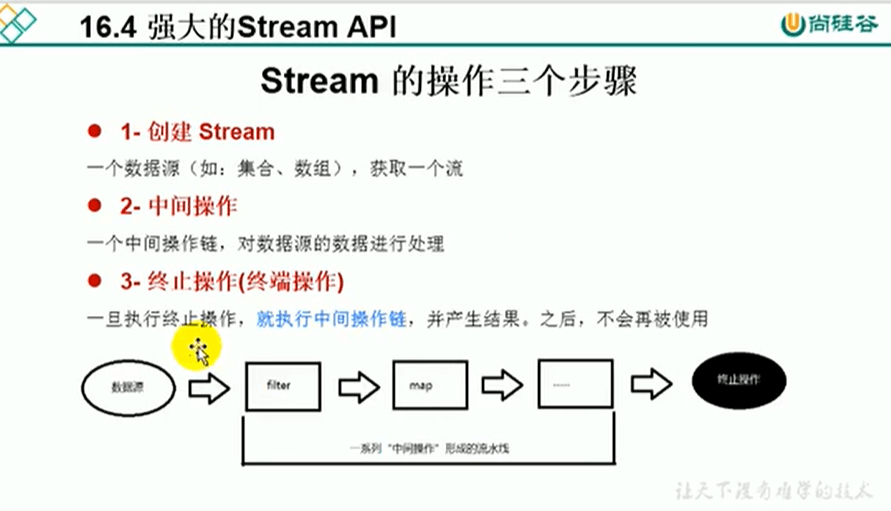 16.4 强大的Stream API
尚硅谷
Stream 的操作三个步骤
1- 创建 Stream
一个数据源（如：集合、数组），获取一个流
2- 中间操作
一个中间操作链，对数据源的数据进行处理
3- 终止操作(终端操作)
一旦执行终止操作，就执行中间操作链，并产生结果。之后，不会再被使用
数据源
filter
map
......
终止操作
一系列“中间操作”形成的流水线
让天下没有难学的技术